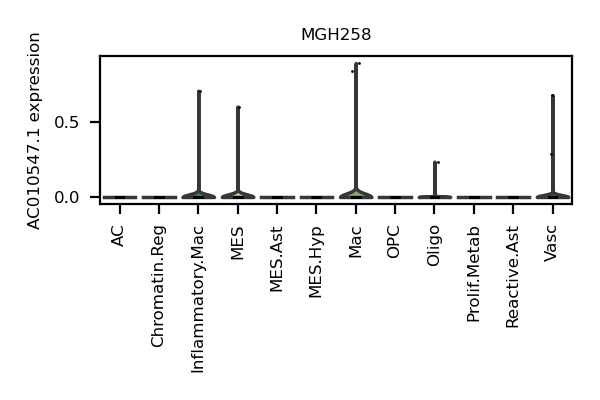 MGH258
AC010547.1 expression
0.5
0.0
AC
Chromatin.Reg
Inflammatory.Mac
MES
MES.Ast
MES.Hyp
Mac
OPC
Oligo
Prolif.Metab
Reactive.Ast
Vasc